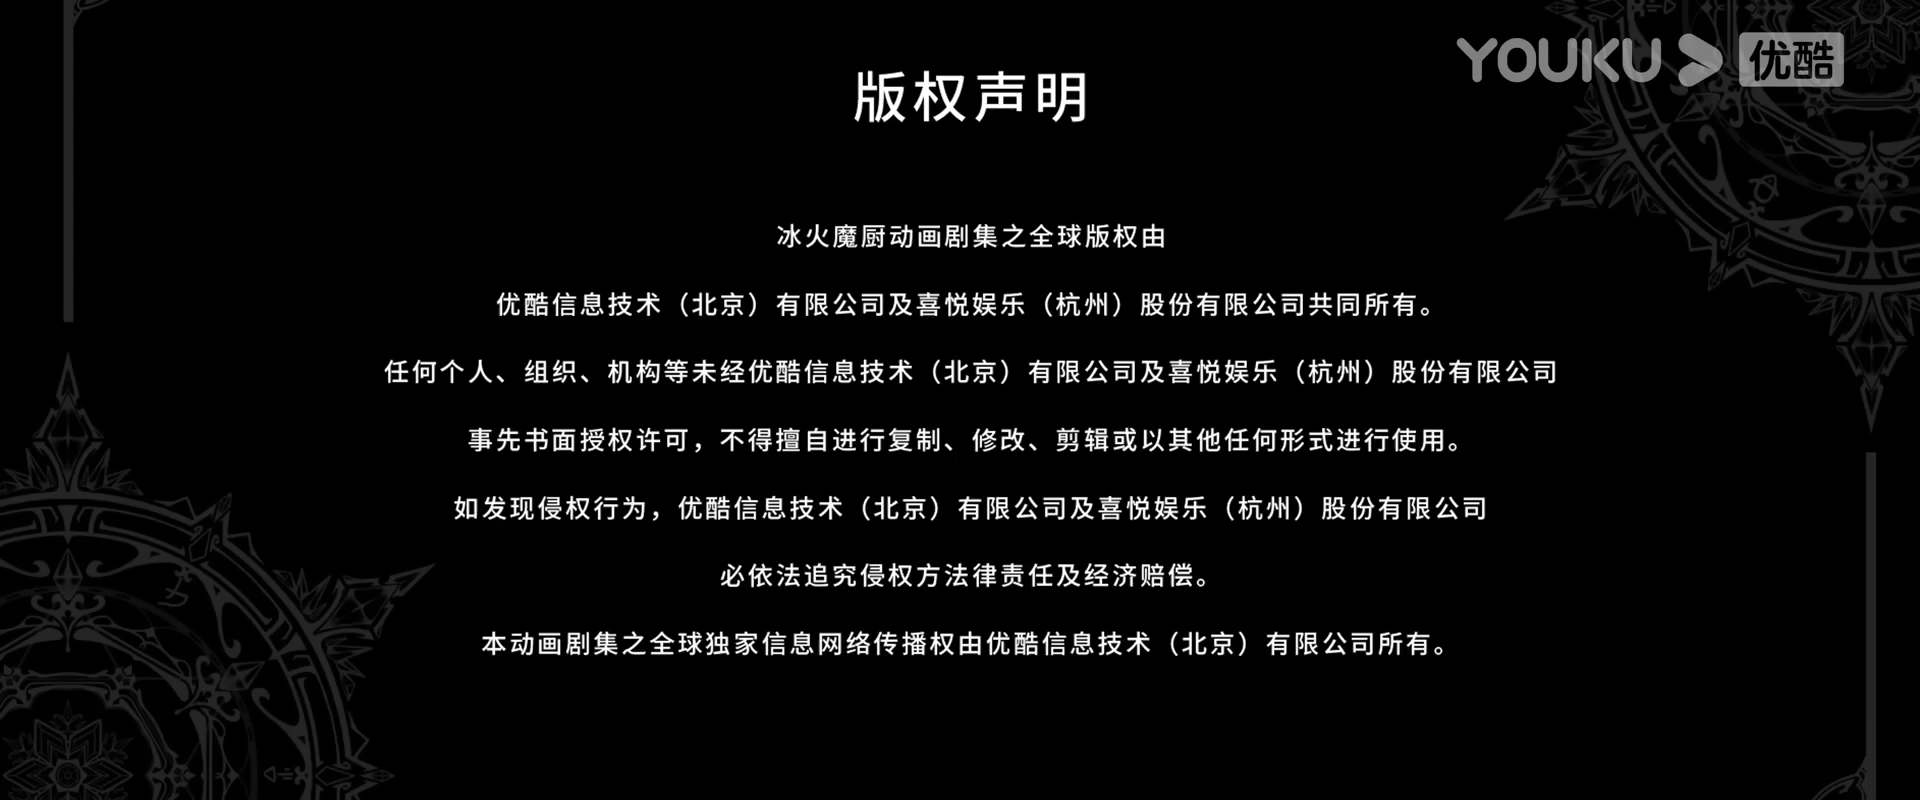 YOUKU 优酷
版权声明
冰火魔厨动画剧集之全球版权由
优酷信息技术（北京）有限公司及喜悦娱乐（杭州）股份有限公司共同所有。
任何个人、组织、机构等未经优酷信息技术（北京）有限公司及喜悦娱乐（杭州）股份有限公司
事先书面授权许可，不得擅自进行复制、修改、剪辑或以其他任何形式进行使用。
如发现侵权行为，优酷信息技术（北京）有限公司及喜悦娱乐（杭州）股份有限公司
必依法追究侵权方法律责任及经济赔偿。
本动画剧集之全球独家信息网络传播权由优酷信息技术（北京）有限公司所有。